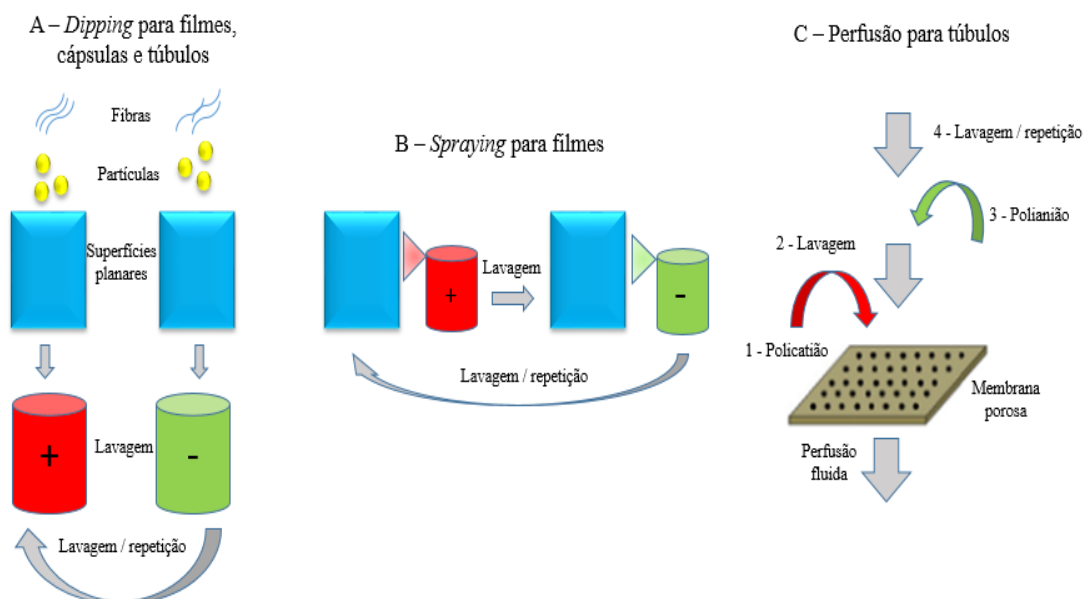 A – Dipping para filmes,
cápsulas e túbulos
Fibras
Partículas
Superfícies
planares
+
Lavagem
-
Lavagem / repetição
B – Spraying para filmes
+
Lavagem
-
Lavagem / repetição
C – Perfusão para túbulos
4 - Lavagem / repetição
3 - Polianião
2 - Lavagem
1 - Policatião
Membrana
porosa
Perfusão
fluida